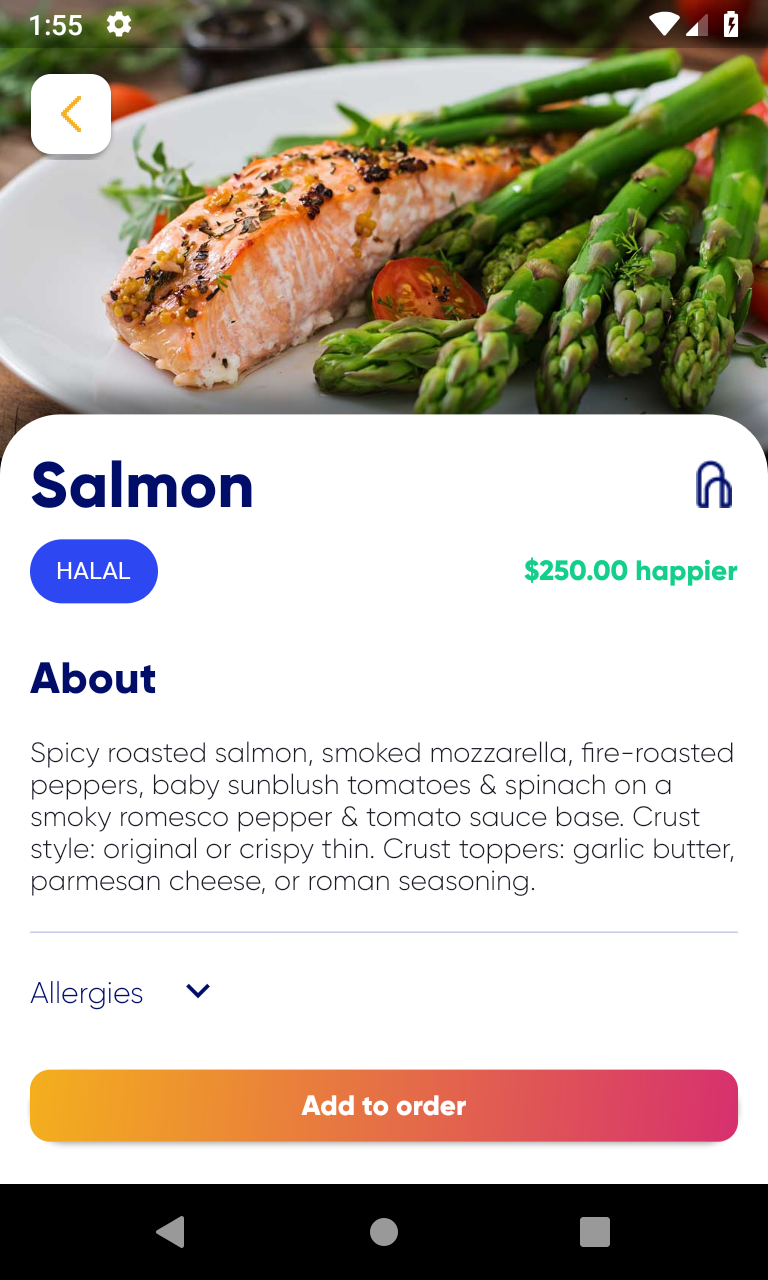 1:55
Salmon
HALAL
$250.00 happier
About
Spicy roasted salmon, smoked mozzarella, fire-roasted
peppers, baby sunblush tomatoes & spinach on a
smoky romesco pepper & tomato sauce base. Crust
style: original or crispy thin. Crust toppers: garlic butter,
parmesan cheese, or roman seasoning.
Allergies
Add to order